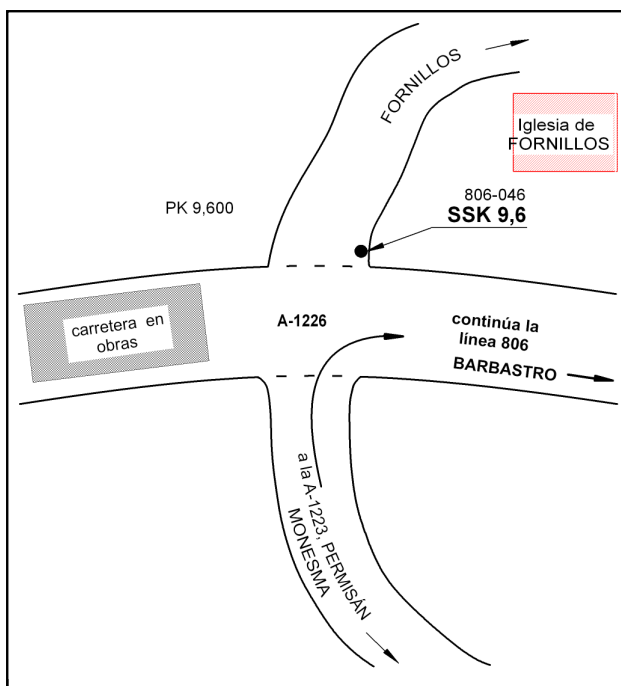 FORNILLOS
Iglesia de
FORNILLOS
806-046
SSK 9,6
PK 9,600
carretera en
obras
A-1226
continúa la
línea 806
BARBASTRO
a la A-1223, PERMISÁN
MONESMA